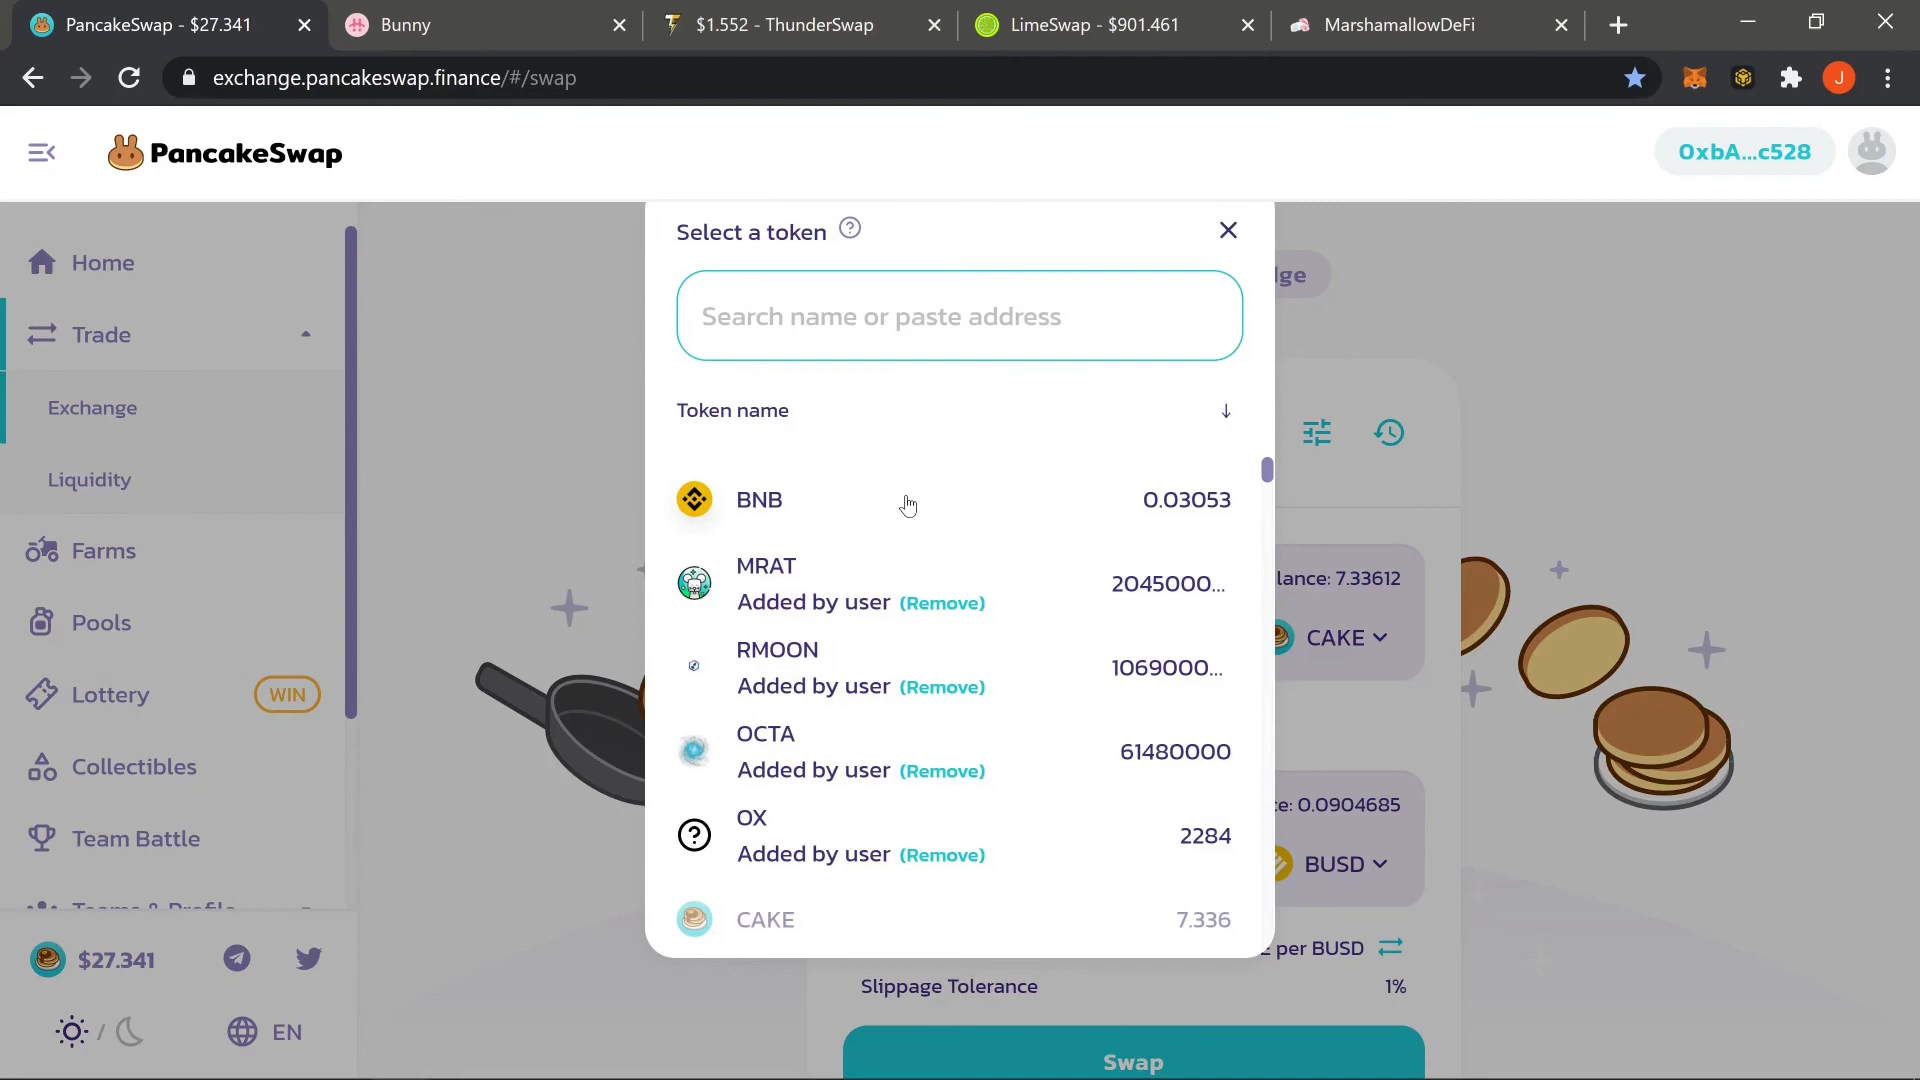 PancakeSwap - $27.341
Bunny
$1.552 - ThunderSwap
LimeSwap - $901.461
MarshamallowDeFi
exchange.pancakeswap.finance/#/swap
J
PancakeSwap
0xbA...c528
Home
Trade
Exchange
Liquidity
Farms
Pools
Lottery
WIN
Collectibles
Team Battle
Teams & Profile
$27.341
/
EN
Select a token
Search name or paste address
Token name
BNB
0.03053
MRAT
2045000...
Added by user (Remove)
RMOON
1069000...
Added by user (Remove)
OCTA
61480000
Added by user (Remove)
OX
2284
Added by user (Remove)
CAKE
7.336
lance: 7.33612
CAKE
ce: 0.0904685
BUSD
per BUSD
Slippage Tolerance
1%
Swap